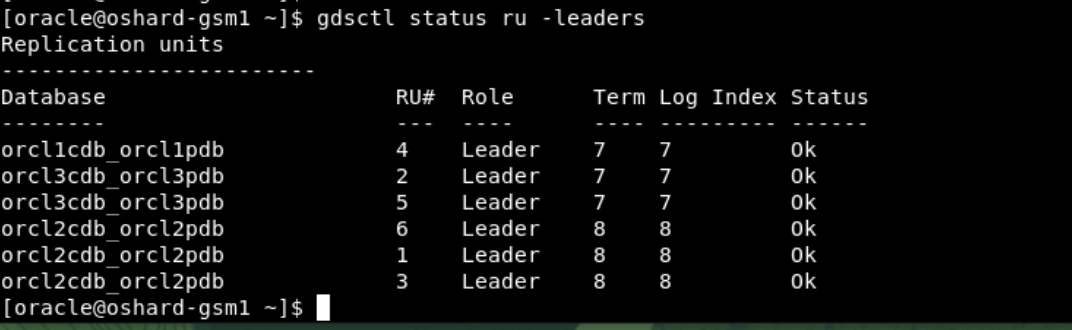 [oracle@oshard-gsm1 ~]$ gdsctl status ru -leaders
Replication units
------------------------
Database                      RU#  Role      Term Log Index Status
--------                      ---  ----      ---- --------- ------
orcl1cdb_orcl1pdb             4    Leader    7    7         Ok
orcl3cdb_orcl3pdb             2    Leader    7    7         Ok
orcl3cdb_orcl3pdb             5    Leader    7    7         Ok
orcl2cdb_orcl2pdb             6    Leader    8    8         Ok
orcl2cdb_orcl2pdb             1    Leader    8    8         Ok
orcl2cdb_orcl2pdb             3    Leader    8    8         Ok
[oracle@oshard-gsm1 ~]$